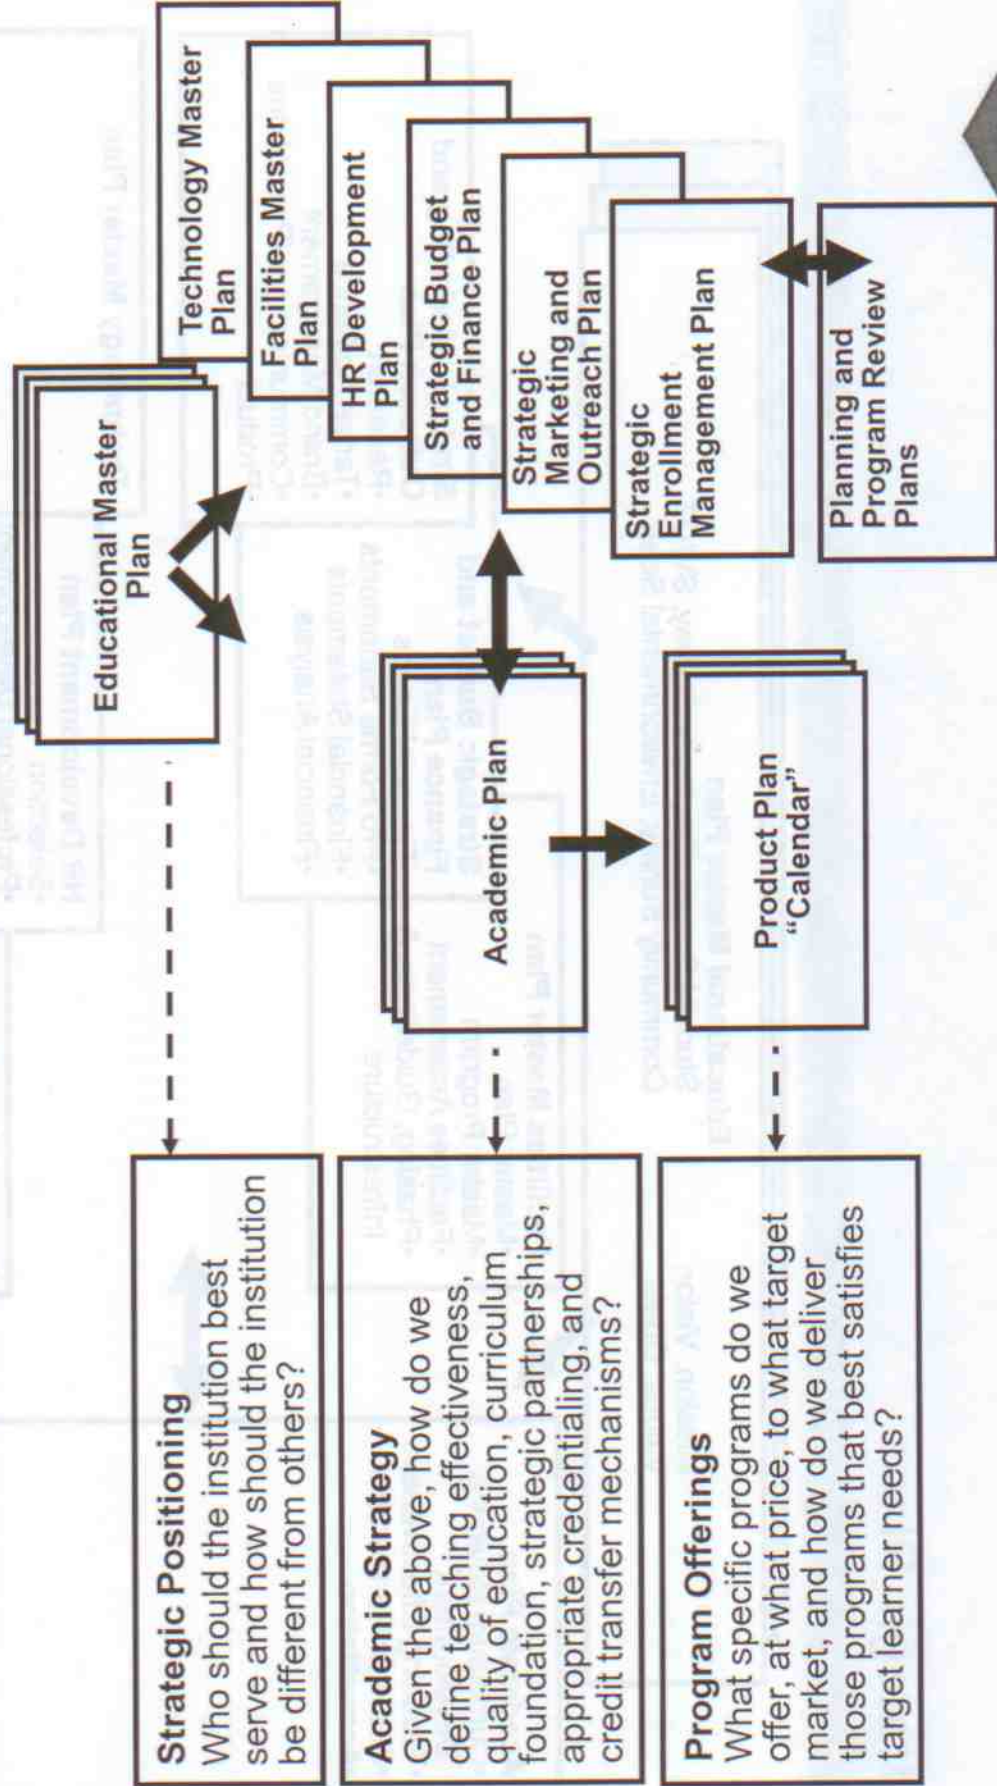 Strategic Positioning
Who should the institution best
serve and how should the institution
be different from others?
Academic Strategy
Given the above, how do we
define teaching effectiveness,
quality of education, curriculum
foundation, strategic partnerships,
appropriate credentialing, and
credit transfer mechanisms?
Program Offerings
What specific programs do we
offer, at what price, to what target
market, and how do we deliver
those programs that best satisfies
target learner needs?
Educational Master
Plan
Academic Plan
Product Plan
“Calendar”
Technology Master
Plan
Facilities Master
Plan
HR Development
Plan
Strategic Budget
and Finance Plan
Strategic
Marketing and
Outreach Plan
Strategic
Enrollment
Management Plan
Planning and
Program Review
Plans